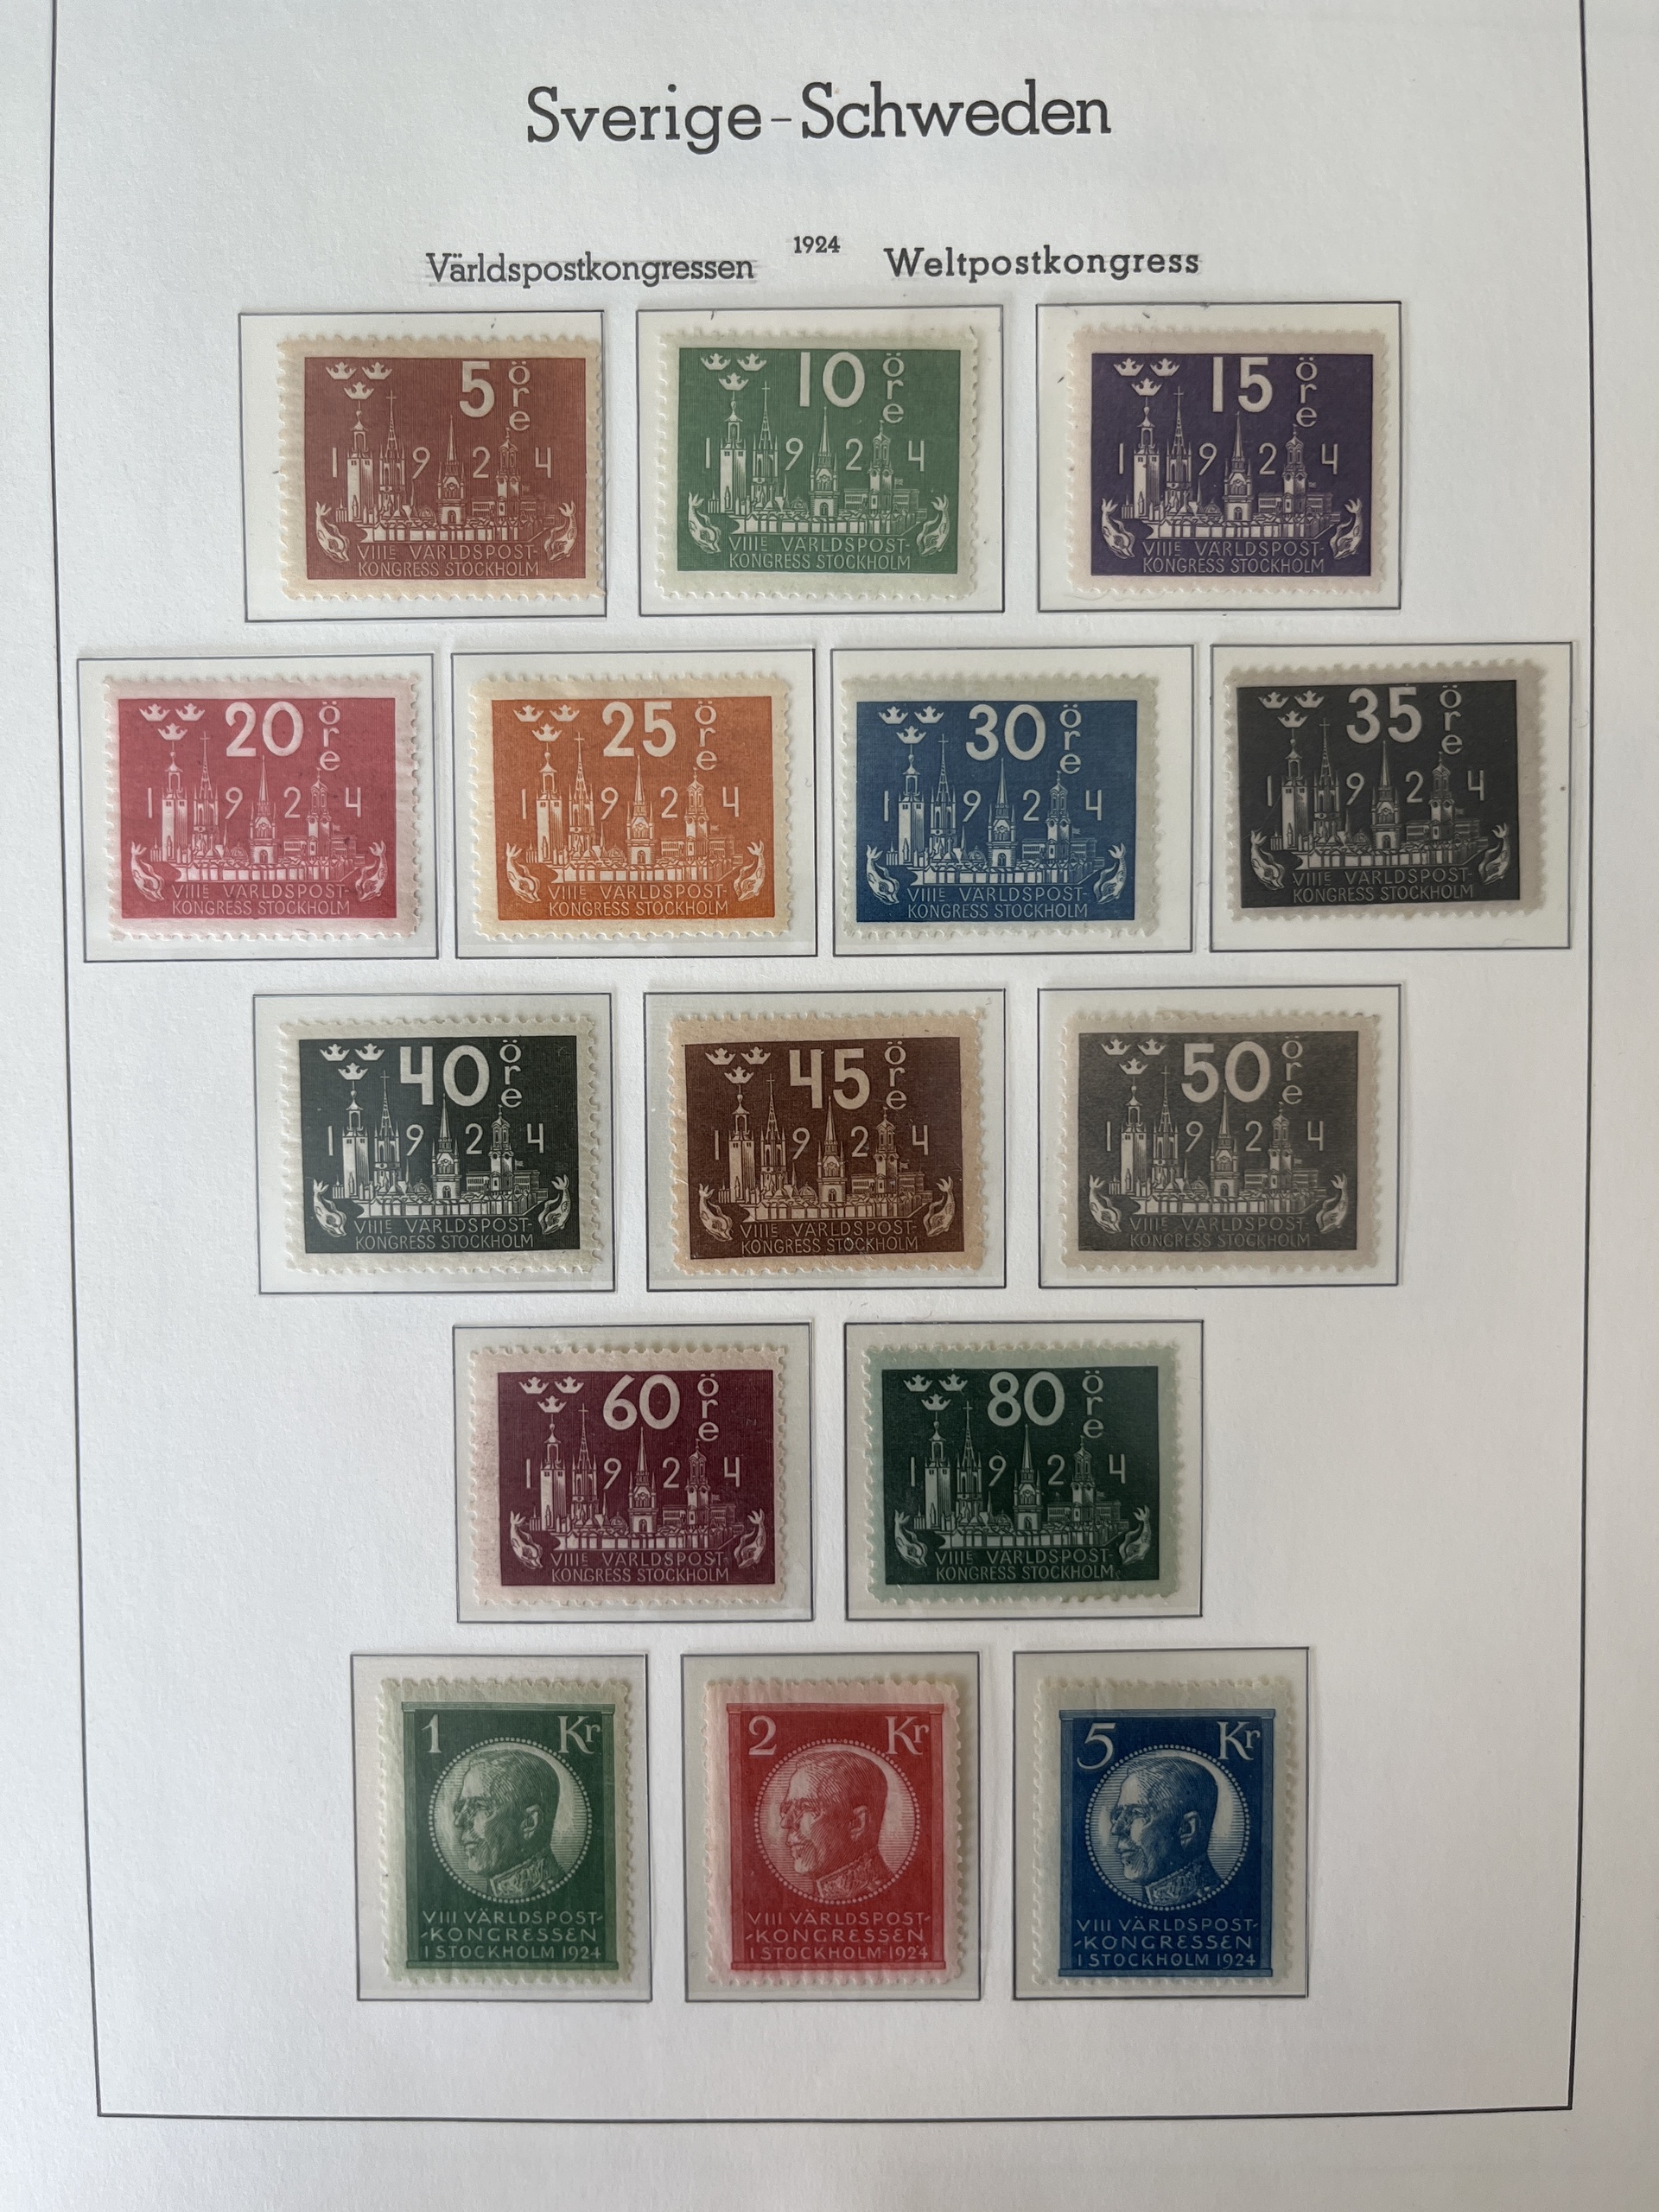 Sverige-Schweden
1924
Världspostkongressen Weltpostkongress
5 öre
1924
VIIIE VÄRLDSPOST-
KONGRESS STOCKHOLM
10 öre
1924
VIIIE VÄRLDSPOST-
KONGRESS STOCKHOLM
15 öre
1924
VIIIE VÄRLDSPOST-
KONGRESS STOCKHOLM
20 öre
1924
VIIIE VÄRLDSPOST-
KONGRESS STOCKHOLM
25 öre
1924
VIIIE VÄRLDSPOST-
KONGRESS STOCKHOLM
30 öre
1924
VIIIE VÄRLDSPOST-
KONGRESS STOCKHOLM
35 öre
1924
VIIIE VÄRLDSPOST-
KONGRESS STOCKHOLM
40 öre
1924
VIIIE VÄRLDSPOST-
KONGRESS STOCKHOLM
45 öre
1924
VIIIE VÄRLDSPOST-
KONGRESS STOCKHOLM
50 öre
1924
VIIIE VÄRLDSPOST-
KONGRESS STOCKHOLM
60 öre
1924
VIIIE VÄRLDSPOST-
KONGRESS STOCKHOLM
80 öre
1924
VIIIE VÄRLDSPOST-
KONGRESS STOCKHOLM
1 Kr
VIII VÄRLDSPOST-
-KONGRESSEN
I STOCKHOLM 1924
2 Kr
VIII VÄRLDSPOST-
-KONGRESSEN
I STOCKHOLM 1924
5 Kr
VIII VÄRLDSPOST-
-KONGRESSEN
I STOCKHOLM 1924